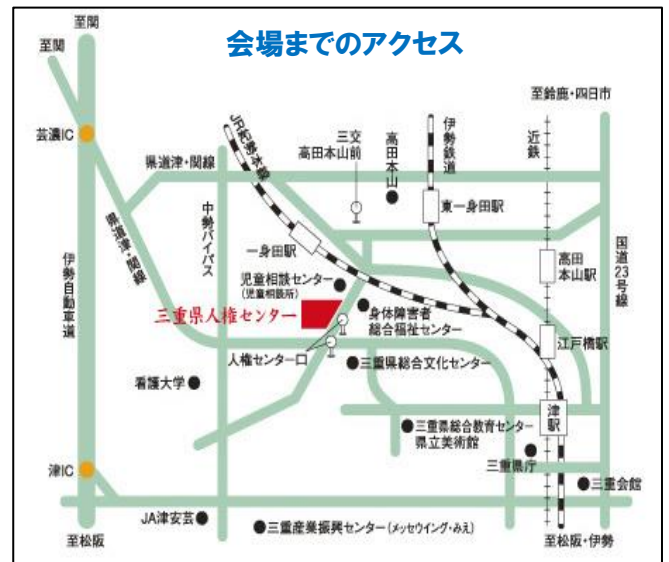 会場までのアクセス
至関
至関
芸濃IC
県道津・関線
県道津・関線
伊勢自動車道
中勢バイパス
JR紀勢本線
三交
高田本山前
高田本山
伊勢鉄道
至鈴鹿・四日市
近鉄
東一身田駅
国道23号線
一身田駅
高田
本山駅
児童相談センター
(児童相談所)
三重県人権センター
身体障害者
総合福祉センター
江戸橋駅
人権センター口
三重県総合文化センター
看護大学
三重県総合教育センター
県立美術館
津駅
三重県庁
津IC
三重会館
JA津安芸
三重産業振興センター(メッセウイング・みえ)
至松阪
至松阪・伊勢